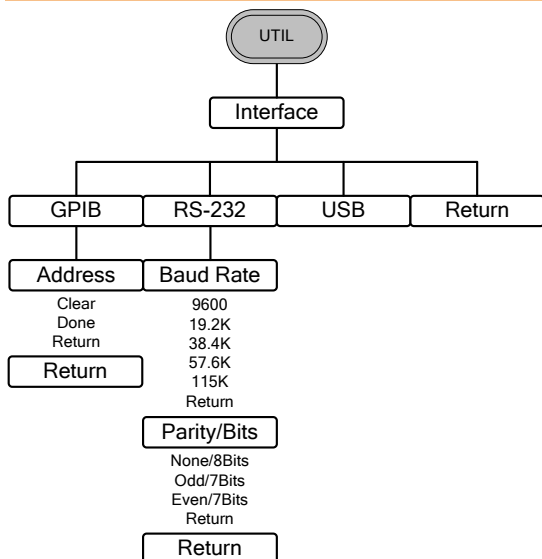 UTIL
Interface
GPIB RS-232 USB Return
Address Baud Rate
Clear 9600
Done 19.2K
Return 38.4K
Return 57.6K
115K
Return
Parity/Bits
None/8Bits
Odd/7Bits
Even/7Bits
Return
Return